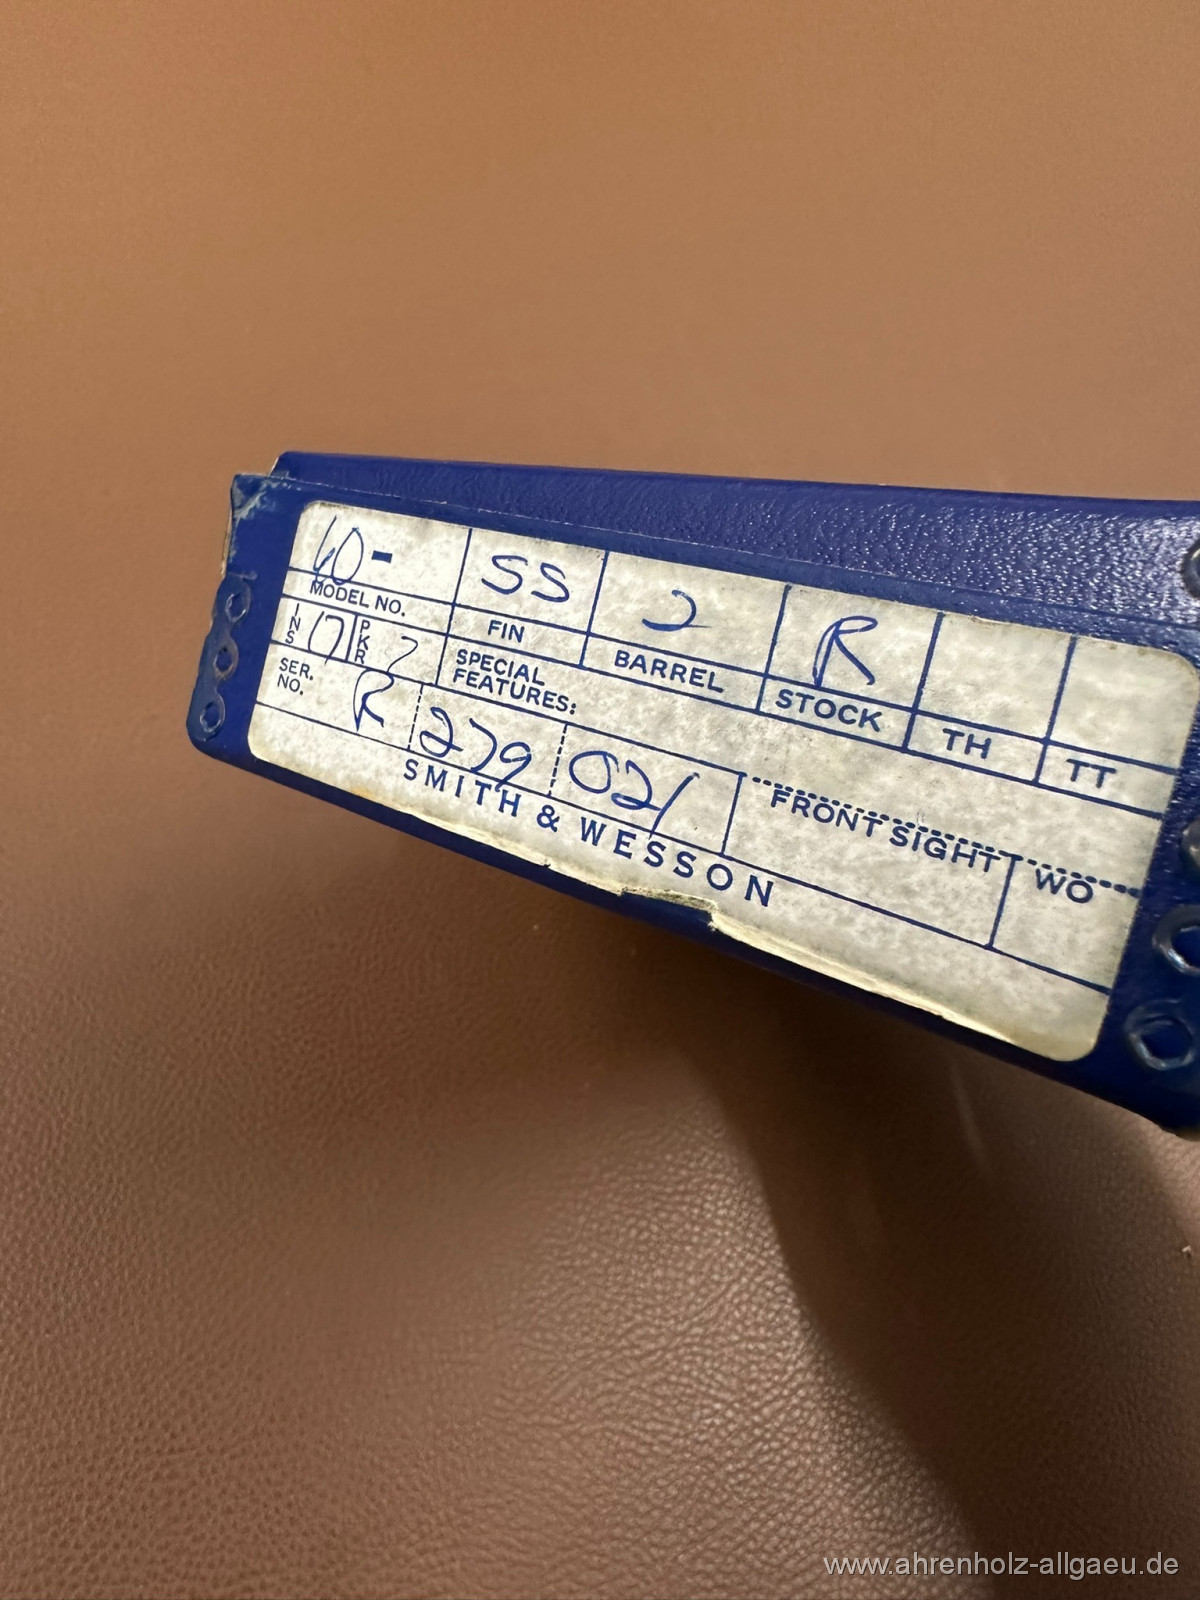 60- SS 2 R
MODEL NO. FIN BARREL STOCK TH TT
INS 17 PKR 7 SPECIAL FEATURES:
SER. NO. R 279 021 FRONT SIGHT WO
SMITH & WESSON
www.ahrenholz-allgaeu.de